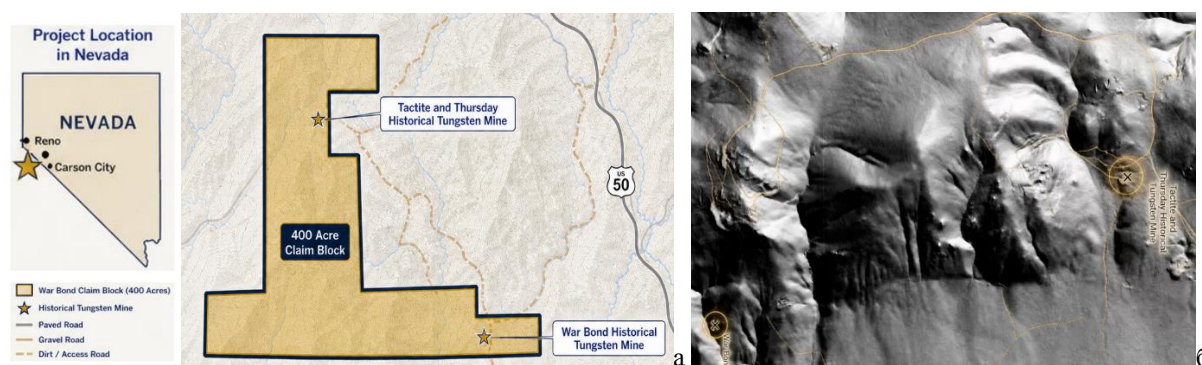 Project Location
in Nevada
NEVADA
Reno
Carson City
War Bond Claim Block (400 Acres)
Historical Tungsten Mine
Paved Road
Gravel Road
Dirt / Access Road
Tactite and Thursday
Historical Tungsten Mine
US
50
400 Acre
Claim Block
War Bond Historical
Tungsten Mine
а
Tactite and
Thursday Historical
Tungsten Mine
б